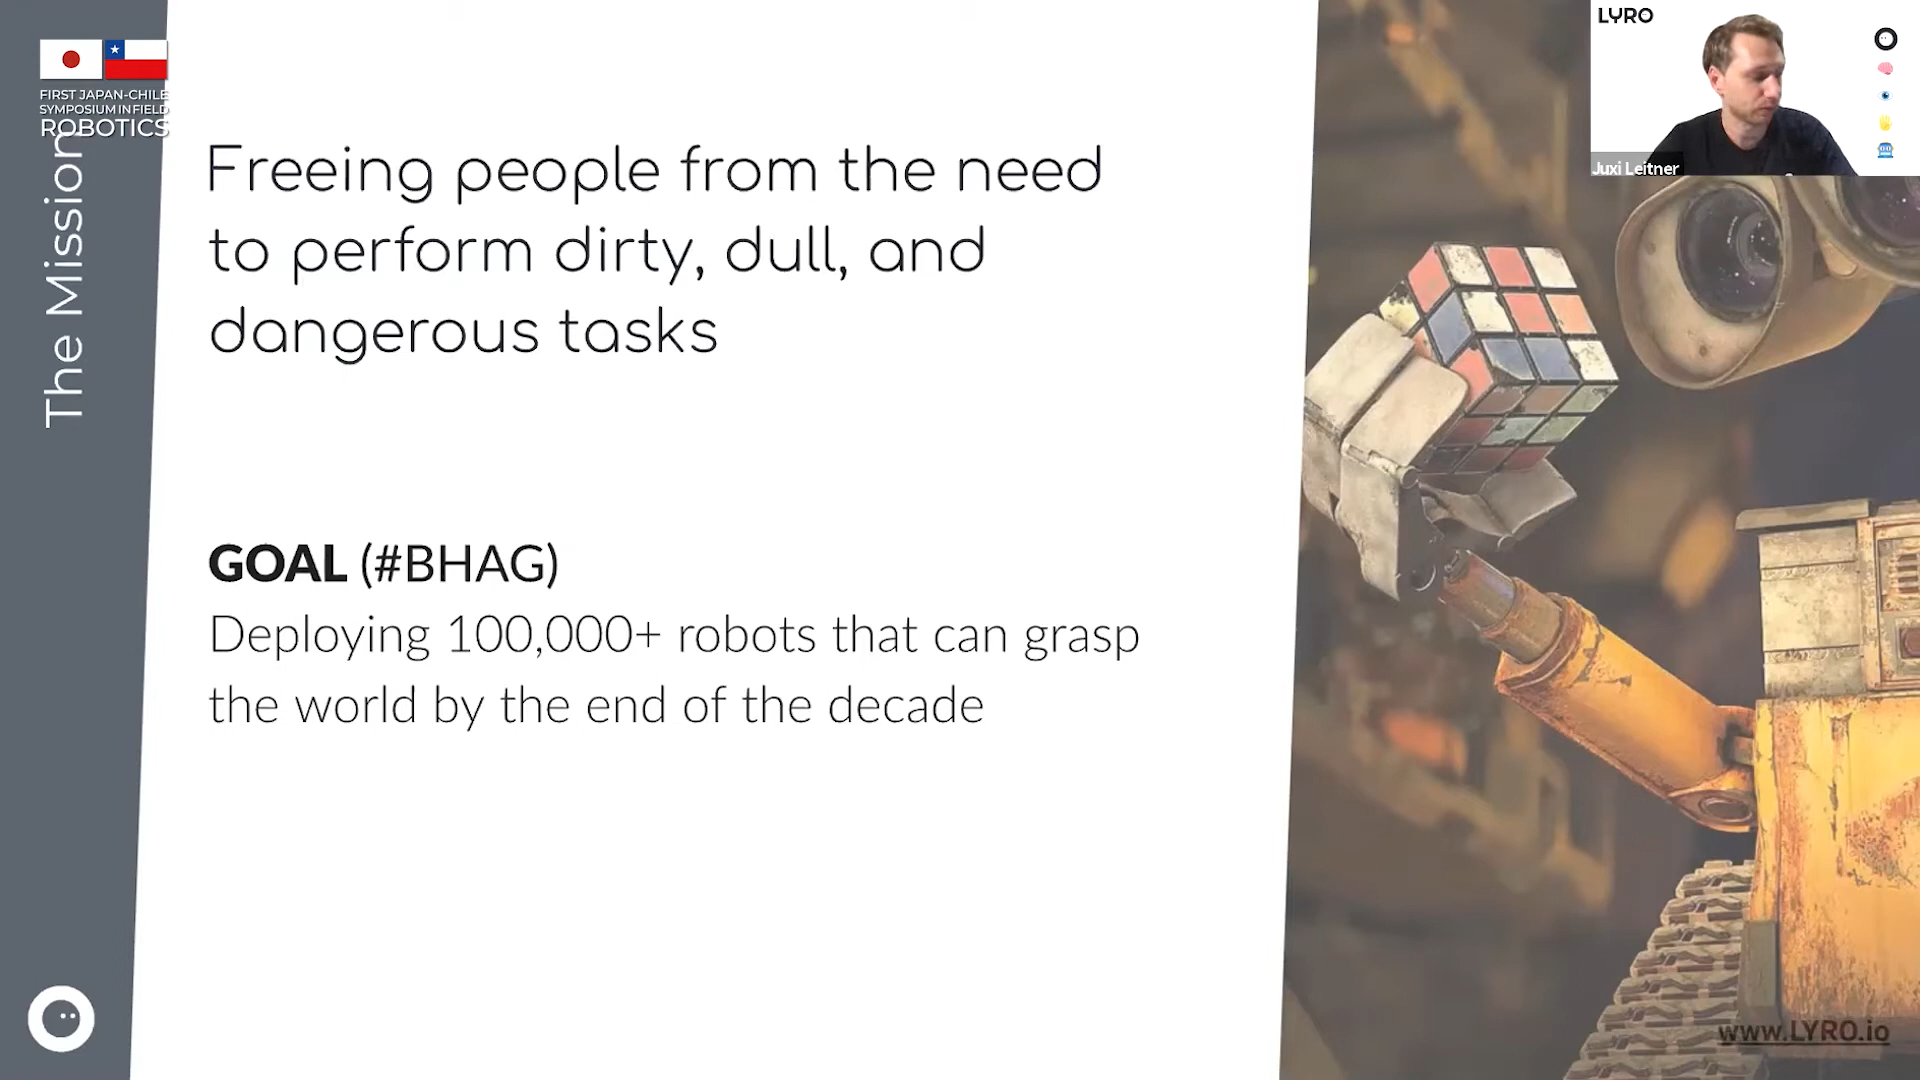 FIRST JAPAN-CHILE
SYMPOSIUM IN FIELD
ROBOTICS
The Mission
Freeing people from the need
to perform dirty, dull, and
dangerous tasks
GOAL (#BHAG)
Deploying 100,000+ robots that can grasp
the world by the end of the decade
LYRO
Juxi Leitner
www.LYRO.io